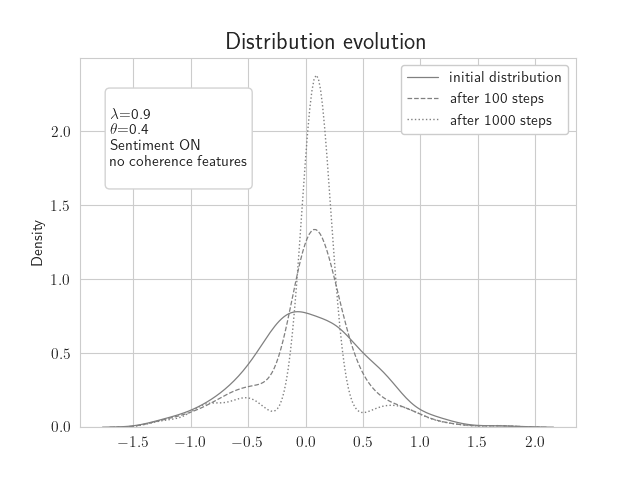 Distribution evolution
λ=0.9
θ=0.4
Sentiment ON
no coherence features
initial distribution
after 100 steps
after 1000 steps
Density
2.0
1.5
1.0
0.5
0.0
−1.5 −1.0 −0.5 0.0 0.5 1.0 1.5 2.0